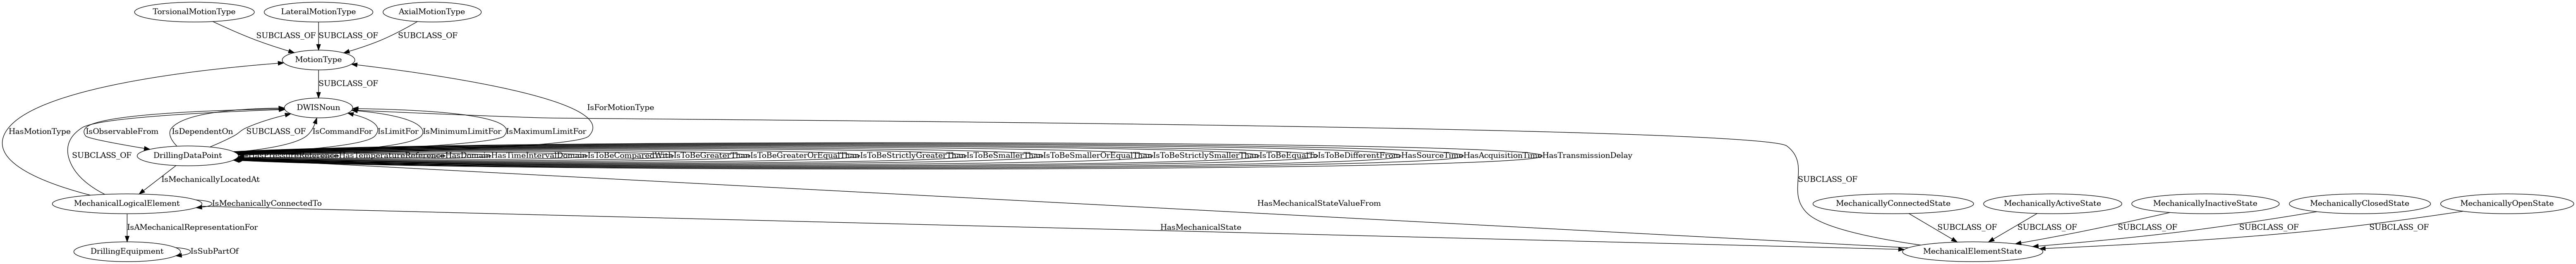 TorsionalMotionType
LateralMotionType
AxialMotionType
SUBCLASS_OF
SUBCLASS_OF
SUBCLASS_OF
MotionType
SUBCLASS_OF
DWISNoun
IsForMotionType
HasMotionType
IsObservableFrom
IsDependentOn
SUBCLASS_OF
IsCommandFor
IsLimitFor
IsMinimumLimitFor
IsMaximumLimitFor
SUBCLASS_OF
DrillingDataPoint
HasPressureReference
HasTemperatureReference
HasDomain
HasTimeIntervalDomain
IsToBeComparedWith
IsToBeGreaterThan
IsToBeGreaterOrEqualThan
IsToBeStrictlyGreaterThan
IsToBeSmallerThan
IsToBeSmallerOrEqualThan
IsToBeStrictlySmallerThan
IsToBeEqualTo
IsToBeDifferentFrom
HasSourceTime
HasAcquisitionTime
HasTransmissionDelay
IsMechanicallyLocatedAt
SUBCLASS_OF
MechanicalLogicalElement
IsMechanicallyConnectedTo
HasMechanicalStateValueFrom
MechanicallyConnectedState
MechanicallyActiveState
MechanicallyInactiveState
MechanicallyClosedState
MechanicallyOpenState
IsAMechanicalRepresentationFor
HasMechanicalState
SUBCLASS_OF
SUBCLASS_OF
SUBCLASS_OF
SUBCLASS_OF
SUBCLASS_OF
DrillingEquipment
IsSubPartOf
MechanicalElementState